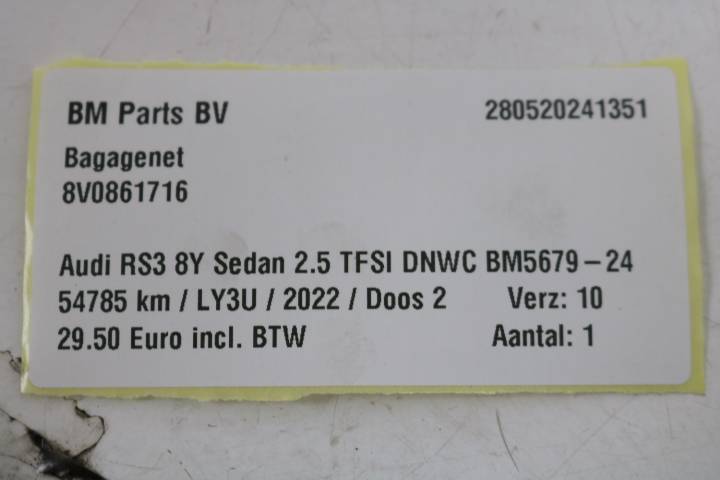 BM Parts BV 280520241351
Bagagenet
8V0861716
Audi RS3 8Y Sedan 2.5 TFSI DNWC BM5679-24
54785 km / LY3U / 2022 / Doos 2 Verz: 10
29.50 Euro incl. BTW Aantal: 1